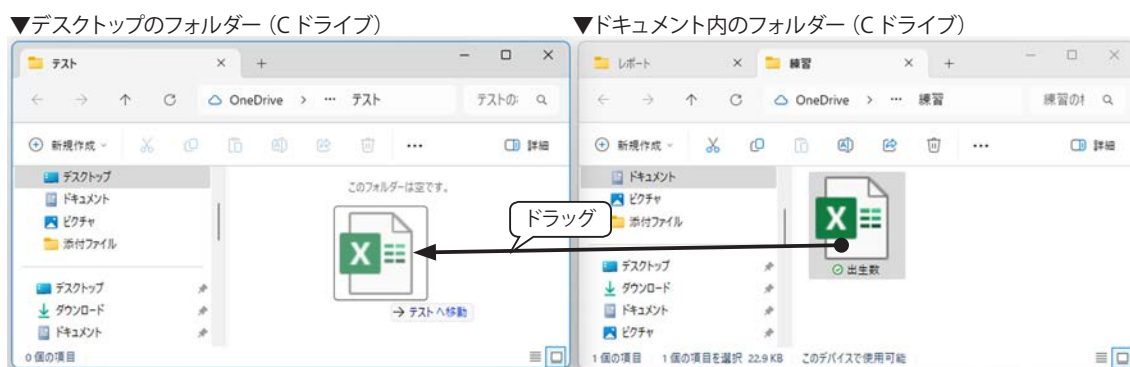 ▼デスクトップのフォルダー（C ドライブ）
▼ドキュメント内のフォルダー（C ドライブ）
テスト
OneDrive > … テスト
テストの
新規作成
詳細
デスクトップ
ドキュメント
ピクチャ
添付ファイル
デスクトップ
ダウンロード
ドキュメント
このフォルダーは空です。
→ テスト へ移動
0 個の項目
ドラッグ
レポート
練習
OneDrive > … 練習
練習の
新規作成
詳細
ドキュメント
ピクチャ
添付ファイル
デスクトップ
ダウンロード
ドキュメント
ピクチャ
出生数
1 個の項目 1 個の項目を選択 22.9 KB このデバイスで使用可能